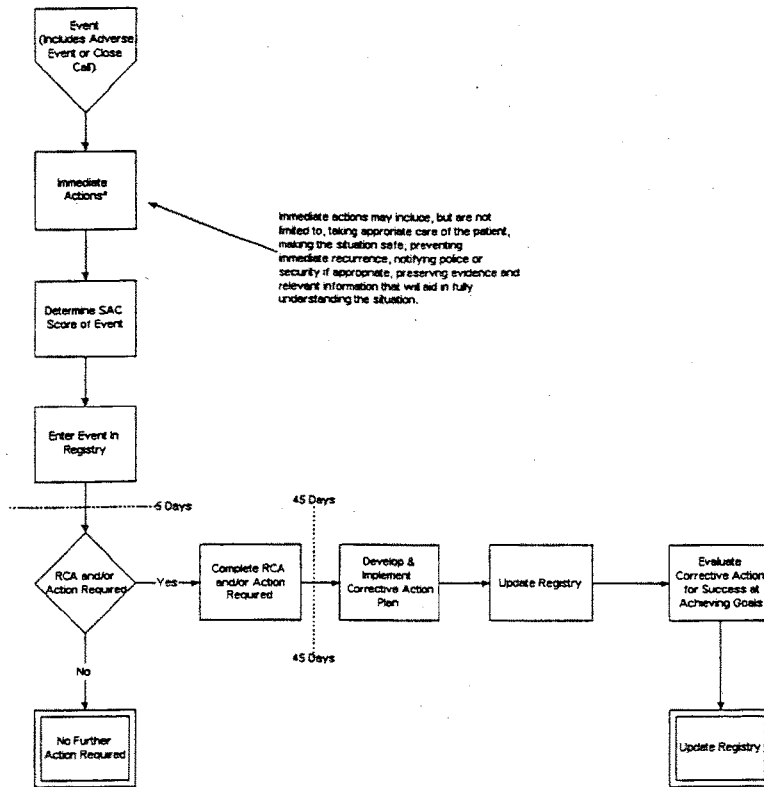 Event
(Includes Adverse
Event or Close
Call)
Immediate
Actions*
Immediate actions may include, but are not
limited to, taking approriate care of the patient,
making the situation safe, preventing
immediate recurrence, notifying police or
security if appropriate, preserving evidence and
relevant information that will aid in fully
understanding the situation.
Determine SAC
Score of Event
Enter Event in
Registry
5 Days
45 Days
RCA and/or
Action Required
Yes
Complete RCA
and/or Action
Required
Develop &
Implement
Corrective Action
Plan
Update Registry
Evaluate
Corrective Action
for Success at
Achieving Goals
45 Days
No
No Further
Action Required
Update Registry